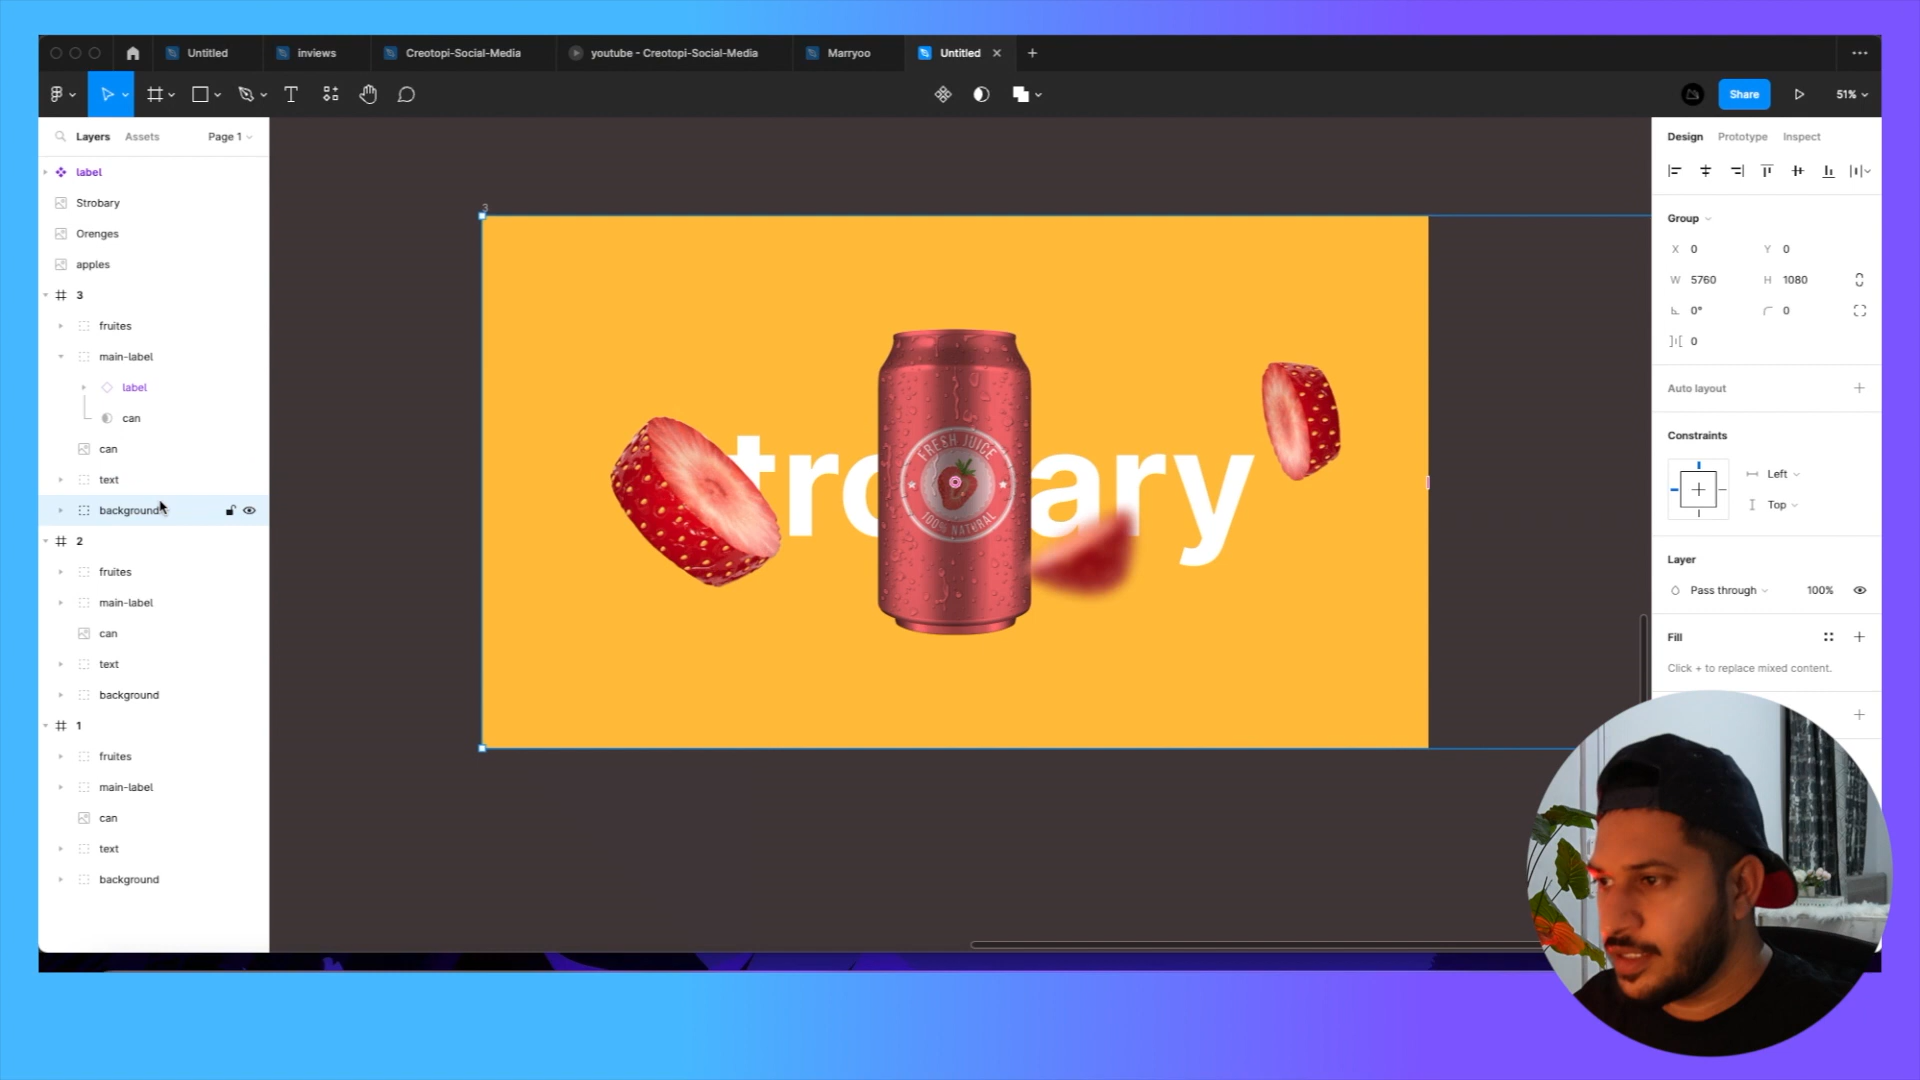 Untitled
inviews
Creotopi-Social-Media
youtube - Creotopi-Social-Media
Marryoo
Untitled
Share
51%
Layers
Assets
Page 1
label
Strobary
Orenges
apples
3
fruites
main-label
label
can
can
text
background
2
fruites
main-label
can
text
background
1
fruites
main-label
can
text
background
3
trobary
FRESH JUICE
100% NATURAL
Design
Prototype
Inspect
Group
X 0
Y 0
W 5760
H 1080
0°
0
0
Auto layout
Constraints
Left
Top
Layer
Pass through
100%
Fill
Click + to replace mixed content.